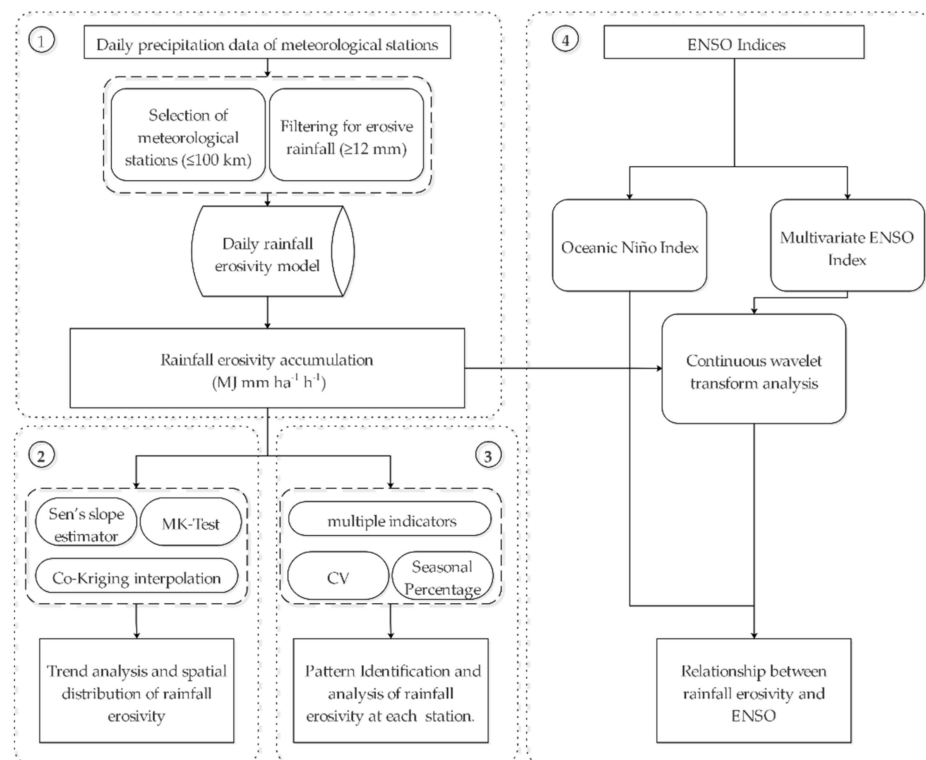 1
Daily precipitation data of meteorological stations
Selection of
meteorological
stations (≤100 km)
Filtering for erosive
rainfall (≥12 mm)
Daily rainfall
erosivity model
Rainfall erosivity accumulation
(MJ mm ha⁻¹ h⁻¹)
2
Sen's slope
estimator
MK-Test
Co-Kriging interpolation
Trend analysis and spatial
distribution of rainfall
erosivity
3
multiple indicators
CV
Seasonal
Percentage
Pattern Identification and
analysis of rainfall
erosivity at each station.
4
ENSO Indices
Oceanic Niño Index
Multivariate ENSO
Index
Continuous wavelet
transform analysis
Relationship between
rainfall erosivity and
ENSO